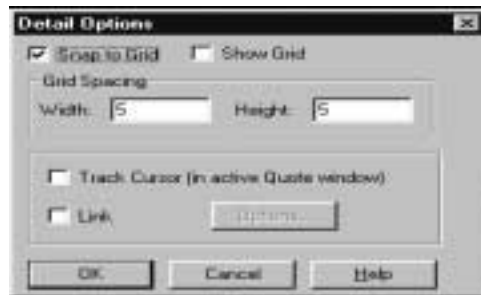 Detail Options
Snap to Grid Show Grid
Grid Spacing
Width: 5 Height: 5
Track Cursor (in active Quote window)
Link Options...
OK Cancel Help